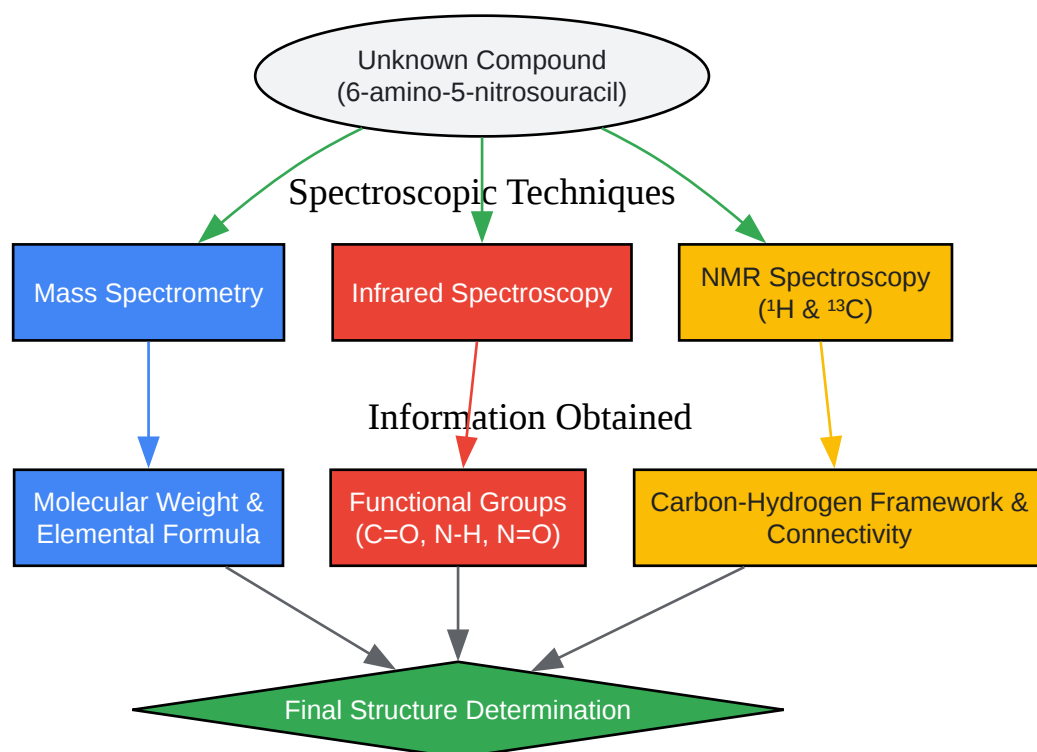 Unknown Compound
(6-amino-5-nitrosouracil)
Spectroscopic Techniques
Mass Spectrometry
Infrared Spectroscopy
NMR Spectroscopy
(¹H & ¹³C)
Information Obtained
Molecular Weight &
Elemental Formula
Functional Groups
(C=O, N-H, N=O)
Carbon-Hydrogen Framework &
Connectivity
Final Structure Determination